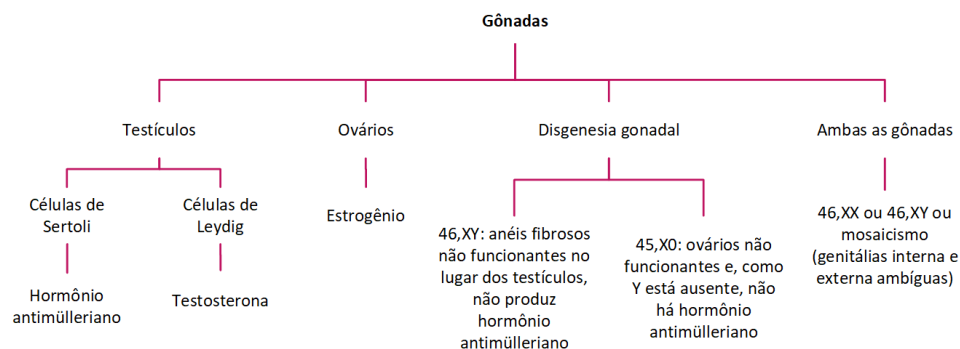 Gônadas
Testículos
Ovários
Disgenesia gonadal
Ambas as gônadas
Células de
Sertoli
Células de
Leydig
Estrogênio
46,XY: anéis fibrosos
não funcionantes no
lugar dos testículos,
não produz
hormônio
antimülleriano
45,X0: ovários não
funcionantes e, como
Y está ausente, não
há hormônio
antimülleriano
46,XX ou 46,XY ou
mosaicismo
(genitálias interna e
externa ambíguas)
Hormônio
antimülleriano
Testosterona